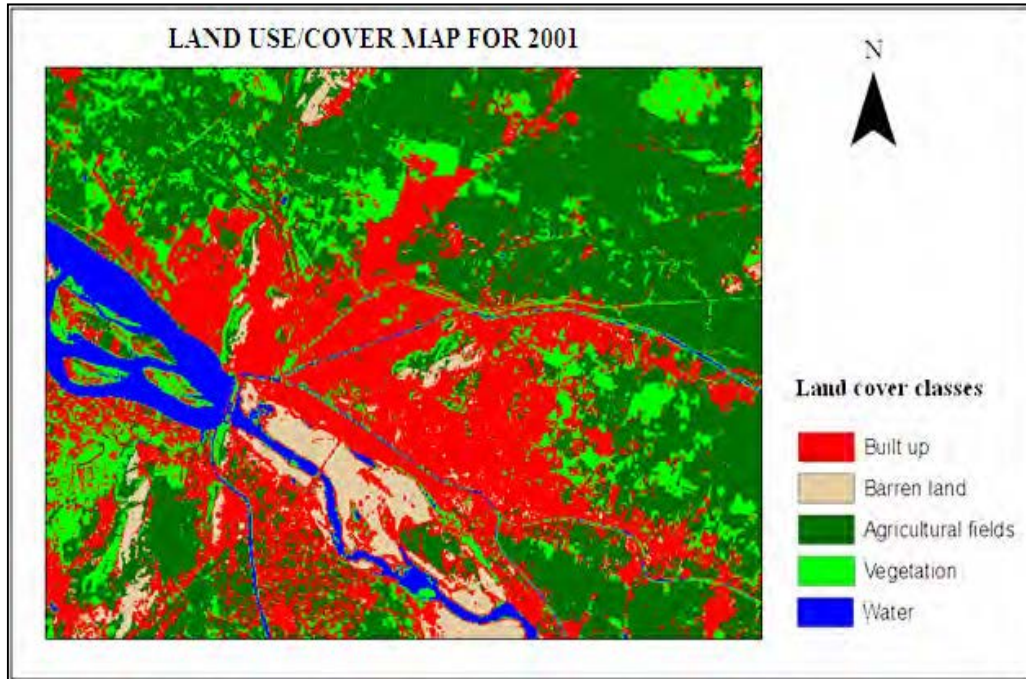 LAND USE/COVER MAP FOR 2001
N
Land cover classes
Built up
Barren land
Agricultural fields
Vegetation
Water